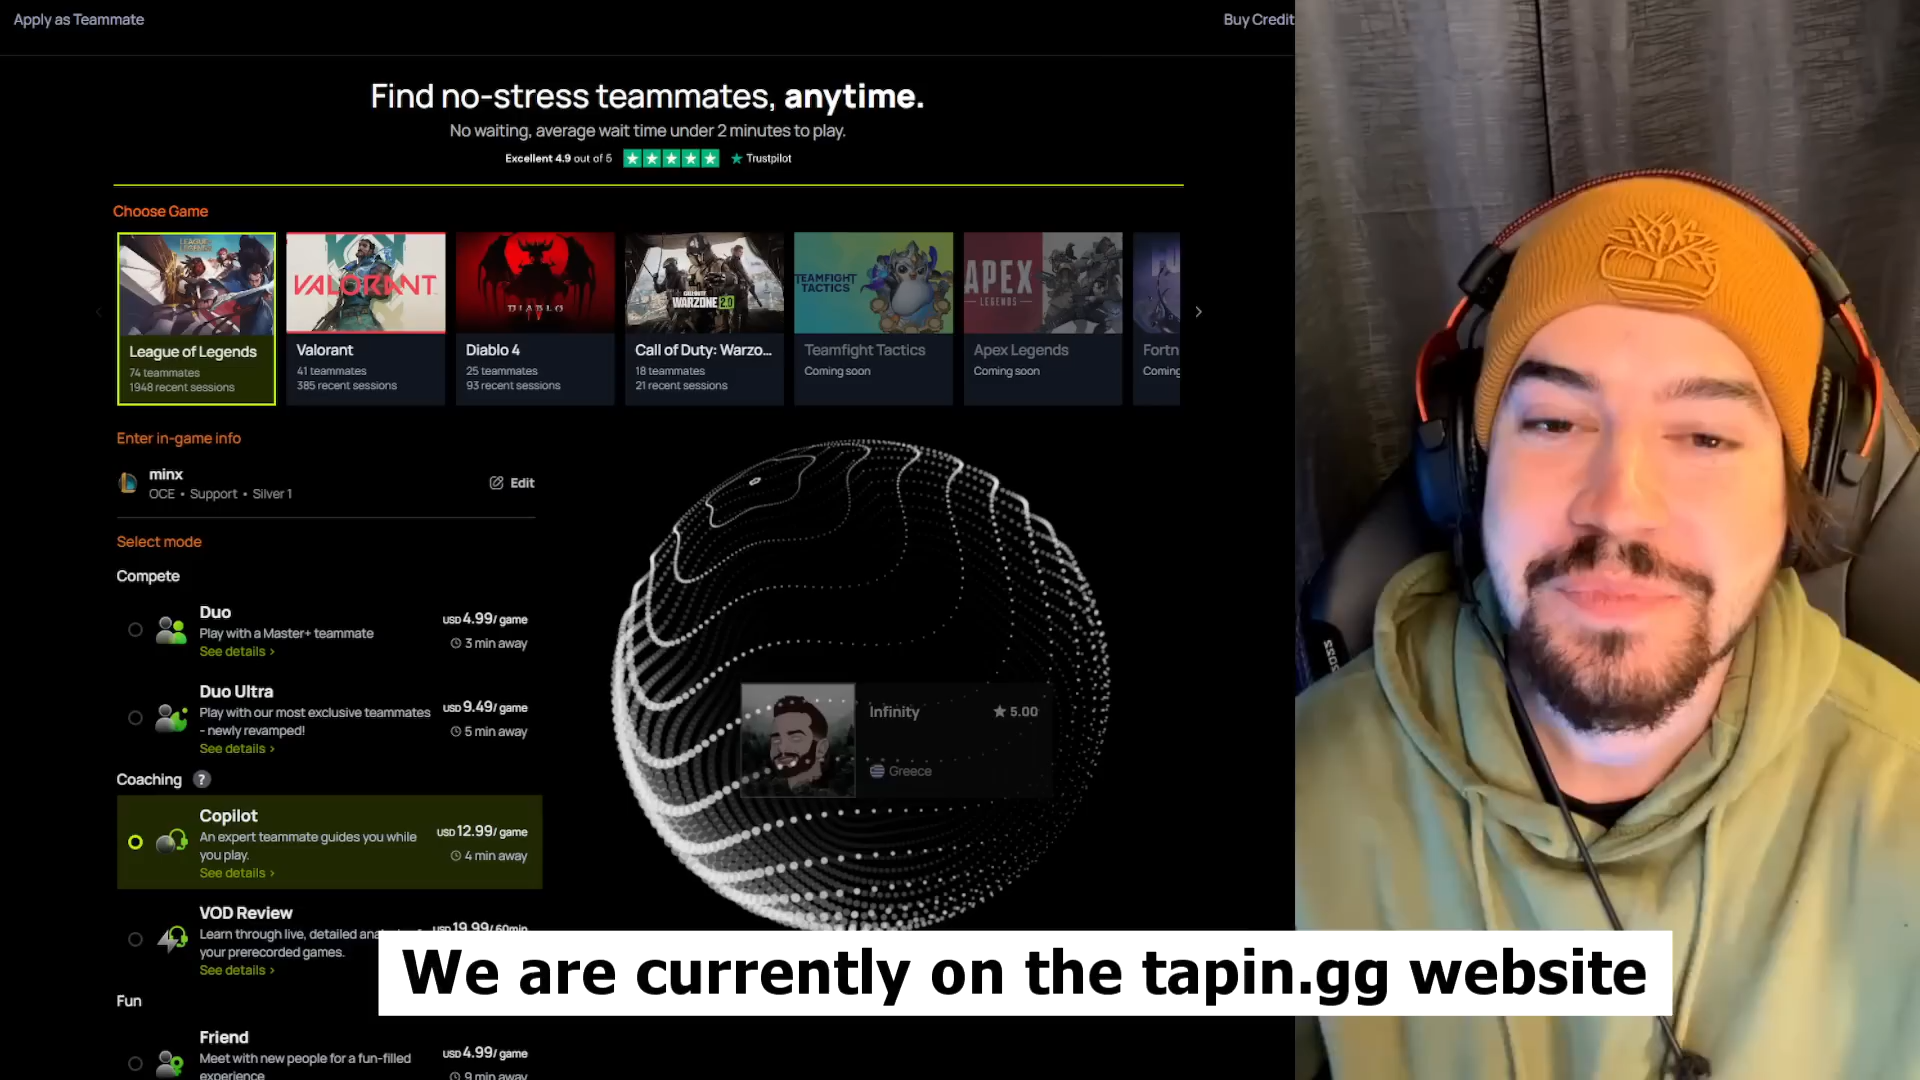 Apply as Teammate
Buy Credit
Find no-stress teammates, anytime.
No waiting, average wait time under 2 minutes to play.
Excellent 4.9 out of 5 Trustpilot
Choose Game
LEAGUE OF LEGENDS
VALORANT
DIABLO
WARZONE 2.0
TEAMFIGHT TACTICS
APEX LEGENDS
League of Legends
74 teammates
1948 recent sessions
Valorant
41 teammates
385 recent sessions
Diablo 4
25 teammates
93 recent sessions
Call of Duty: Warzo...
18 teammates
21 recent sessions
Teamfight Tactics
Coming soon
Apex Legends
Coming soon
Fortn
Coming
Enter in-game info
minx
OCE • Support • Silver 1
Edit
Select mode
Compete
Duo
Play with a Master+ teammate
See details >
USD 4.99/ game
3 min away
Duo Ultra
Play with our most exclusive teammates
- newly revamped!
See details >
USD 9.49/ game
5 min away
Coaching ?
Copilot
An expert teammate guides you while
you play.
See details >
USD 12.99/ game
4 min away
VOD Review
Learn through live, detailed
your prerecorded games.
See details >
USD 19.99/ 60min
Fun
Friend
Meet with new people for a fun-filled
experience
USD 4.99/ game
9 min away
Infinity
5.00
Greece
We are currently on the tapin.gg website